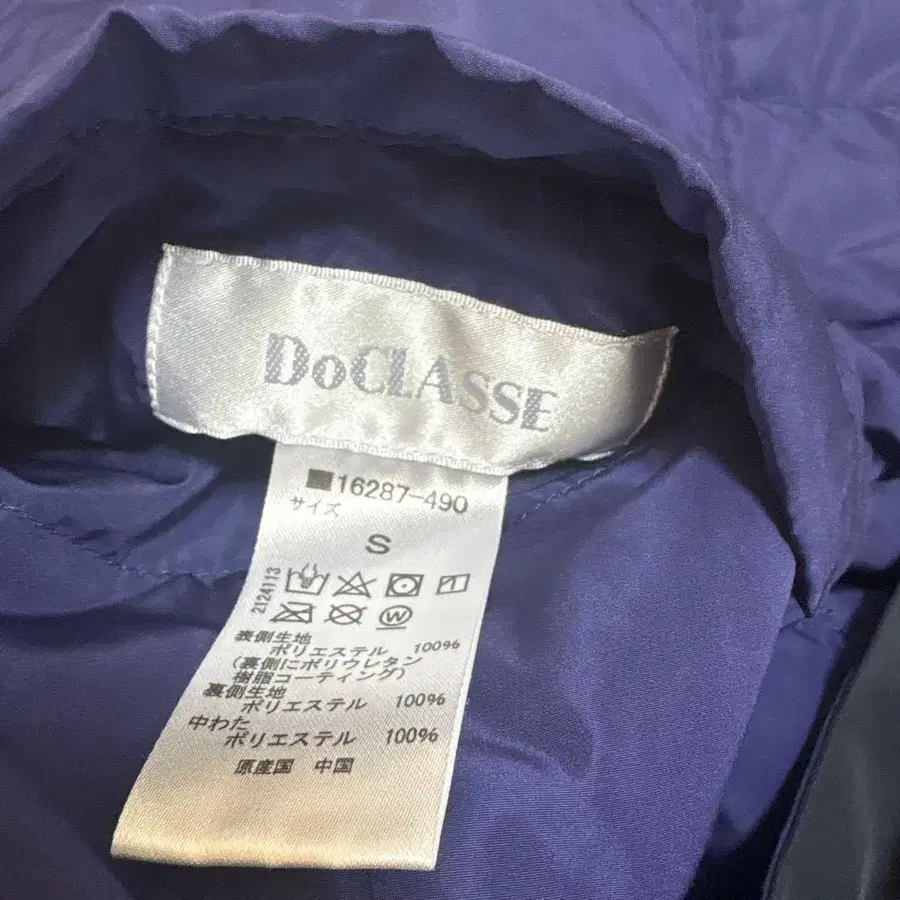 DoCLASSE
■16287-490
サイズ
S
2124113
W
表側生地
ポリエステル 100%
(裏側にポリウレタン
樹脂コーティング)
裏側生地
ポリエステル 100%
中わた
ポリエステル 100%
原産国 中国